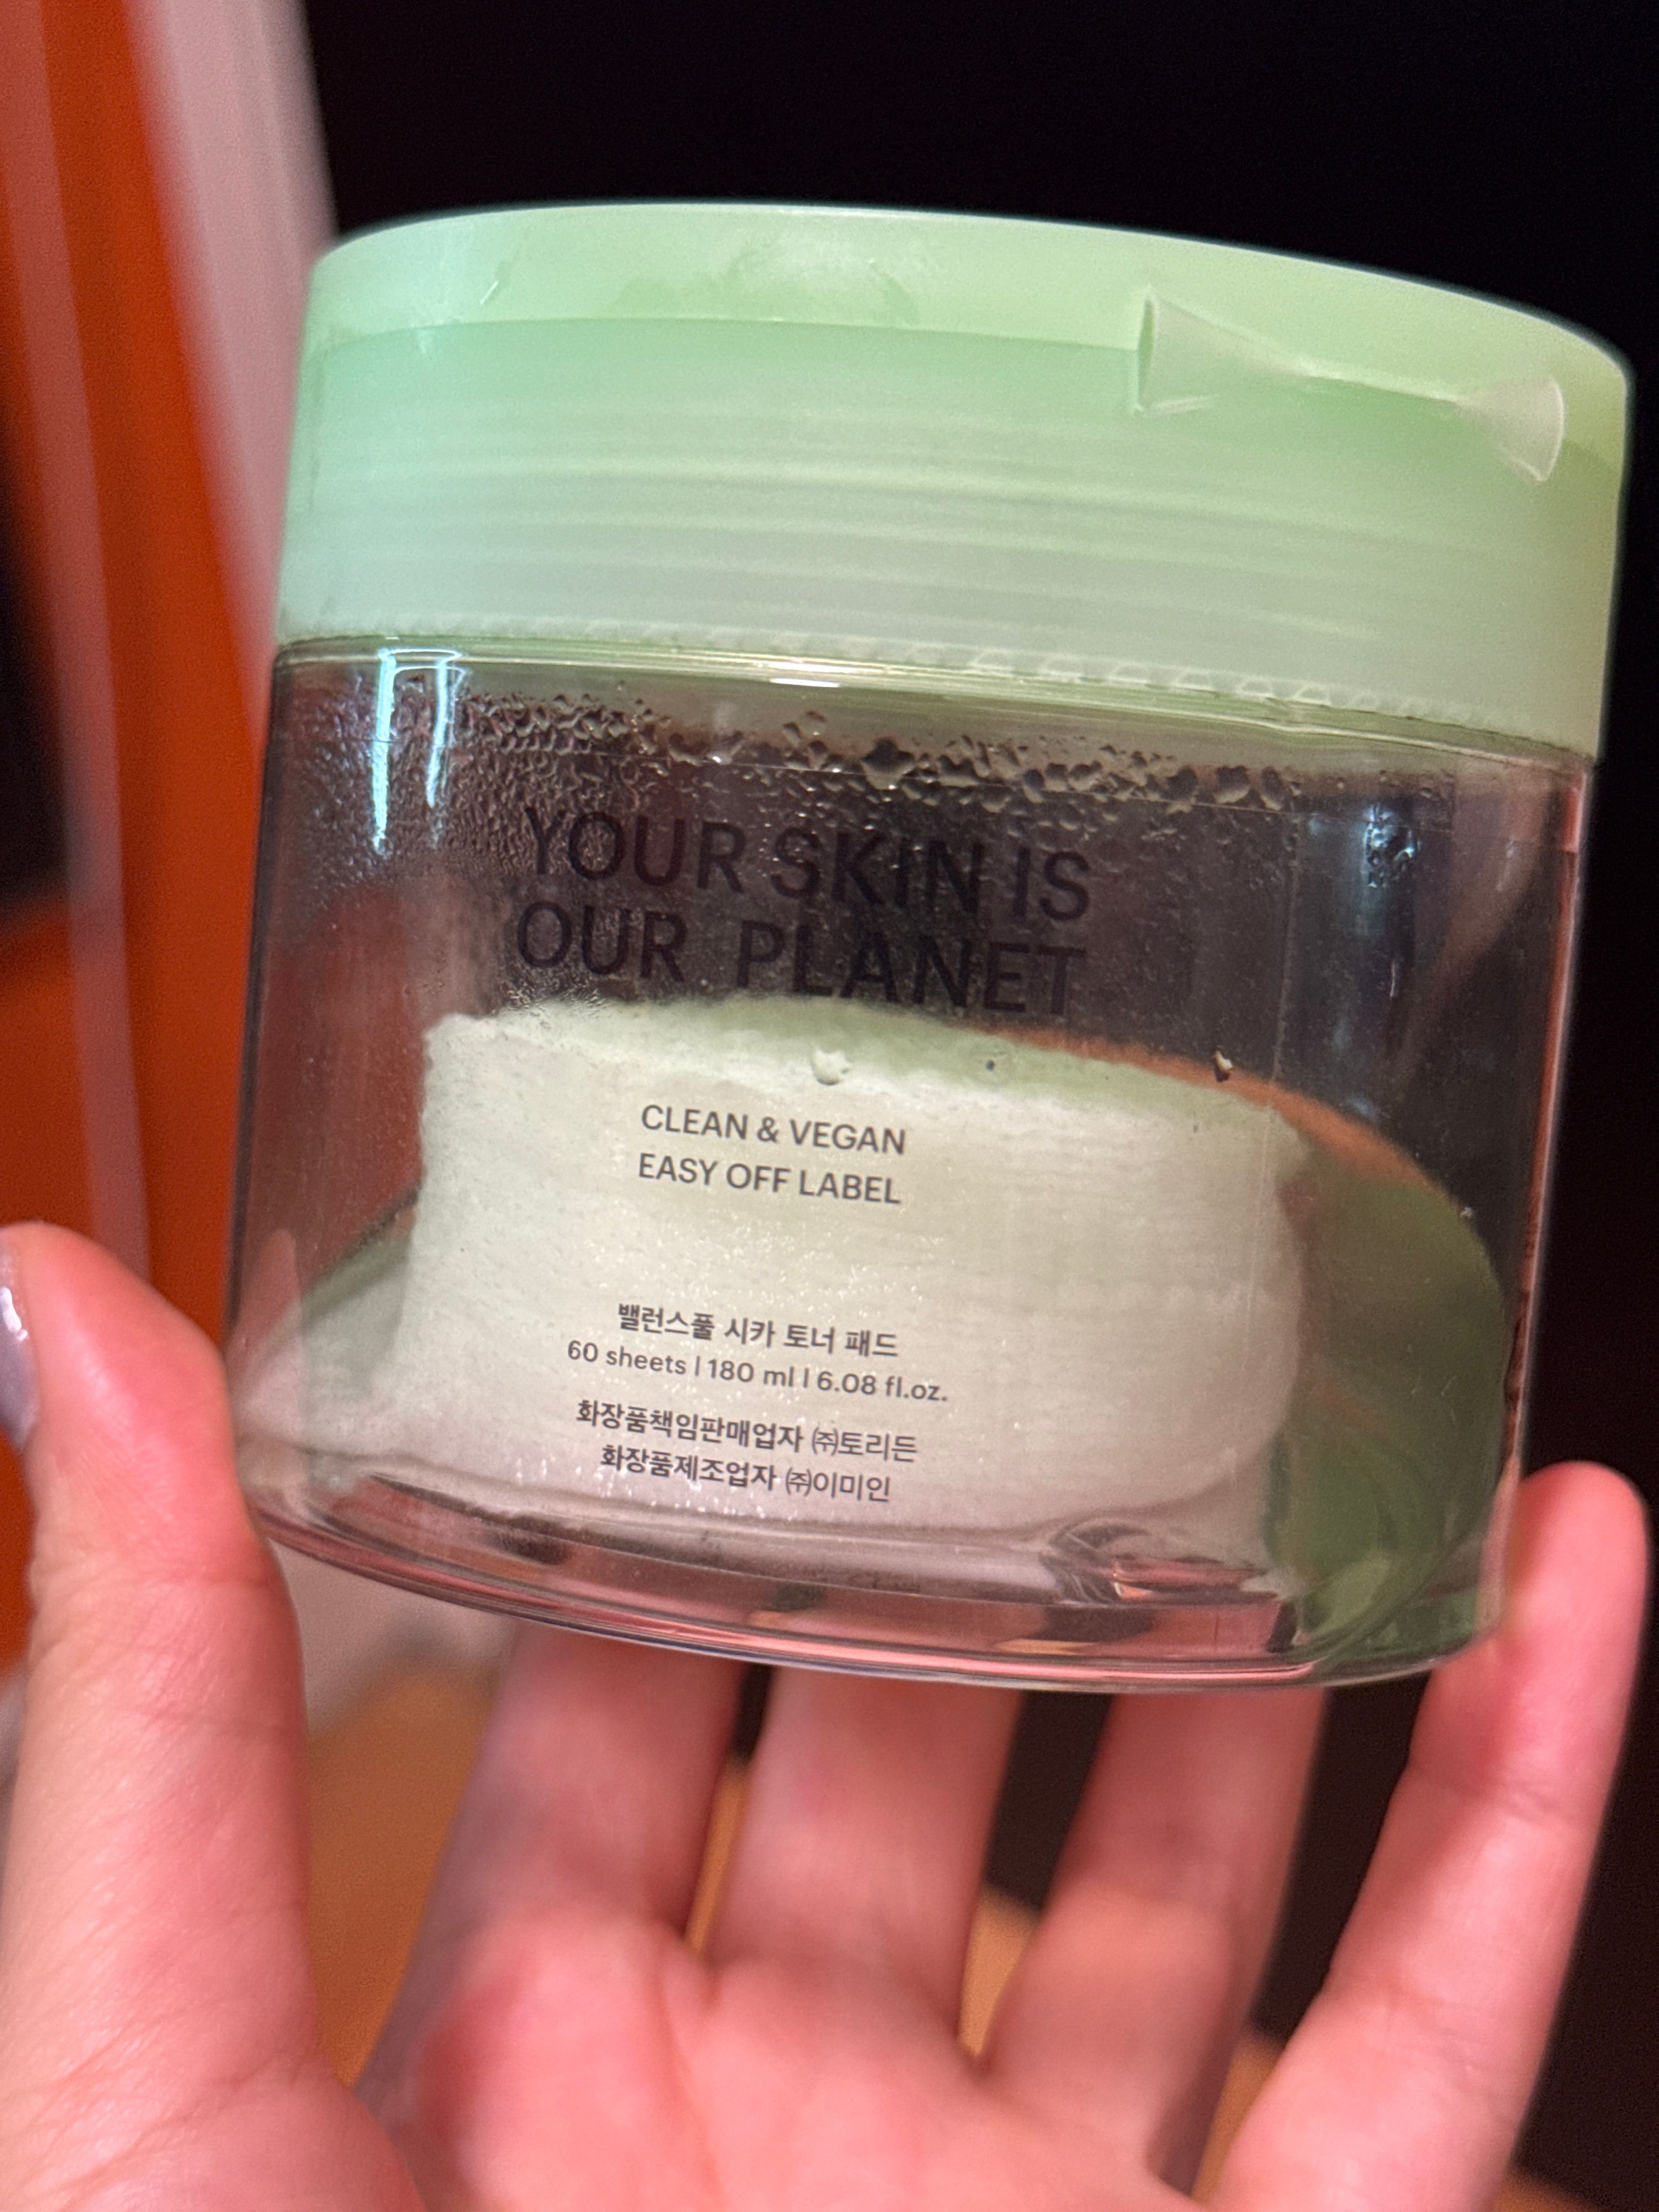 YOUR SKIN IS
OUR PLANET
CLEAN & VEGAN
EASY OFF LABEL
밸런스풀 시카 토너 패드
60 sheets | 180 ml | 6.08 fl.oz.
화장품책임판매업자 ㈜토리든
화장품제조업자 ㈜이미인